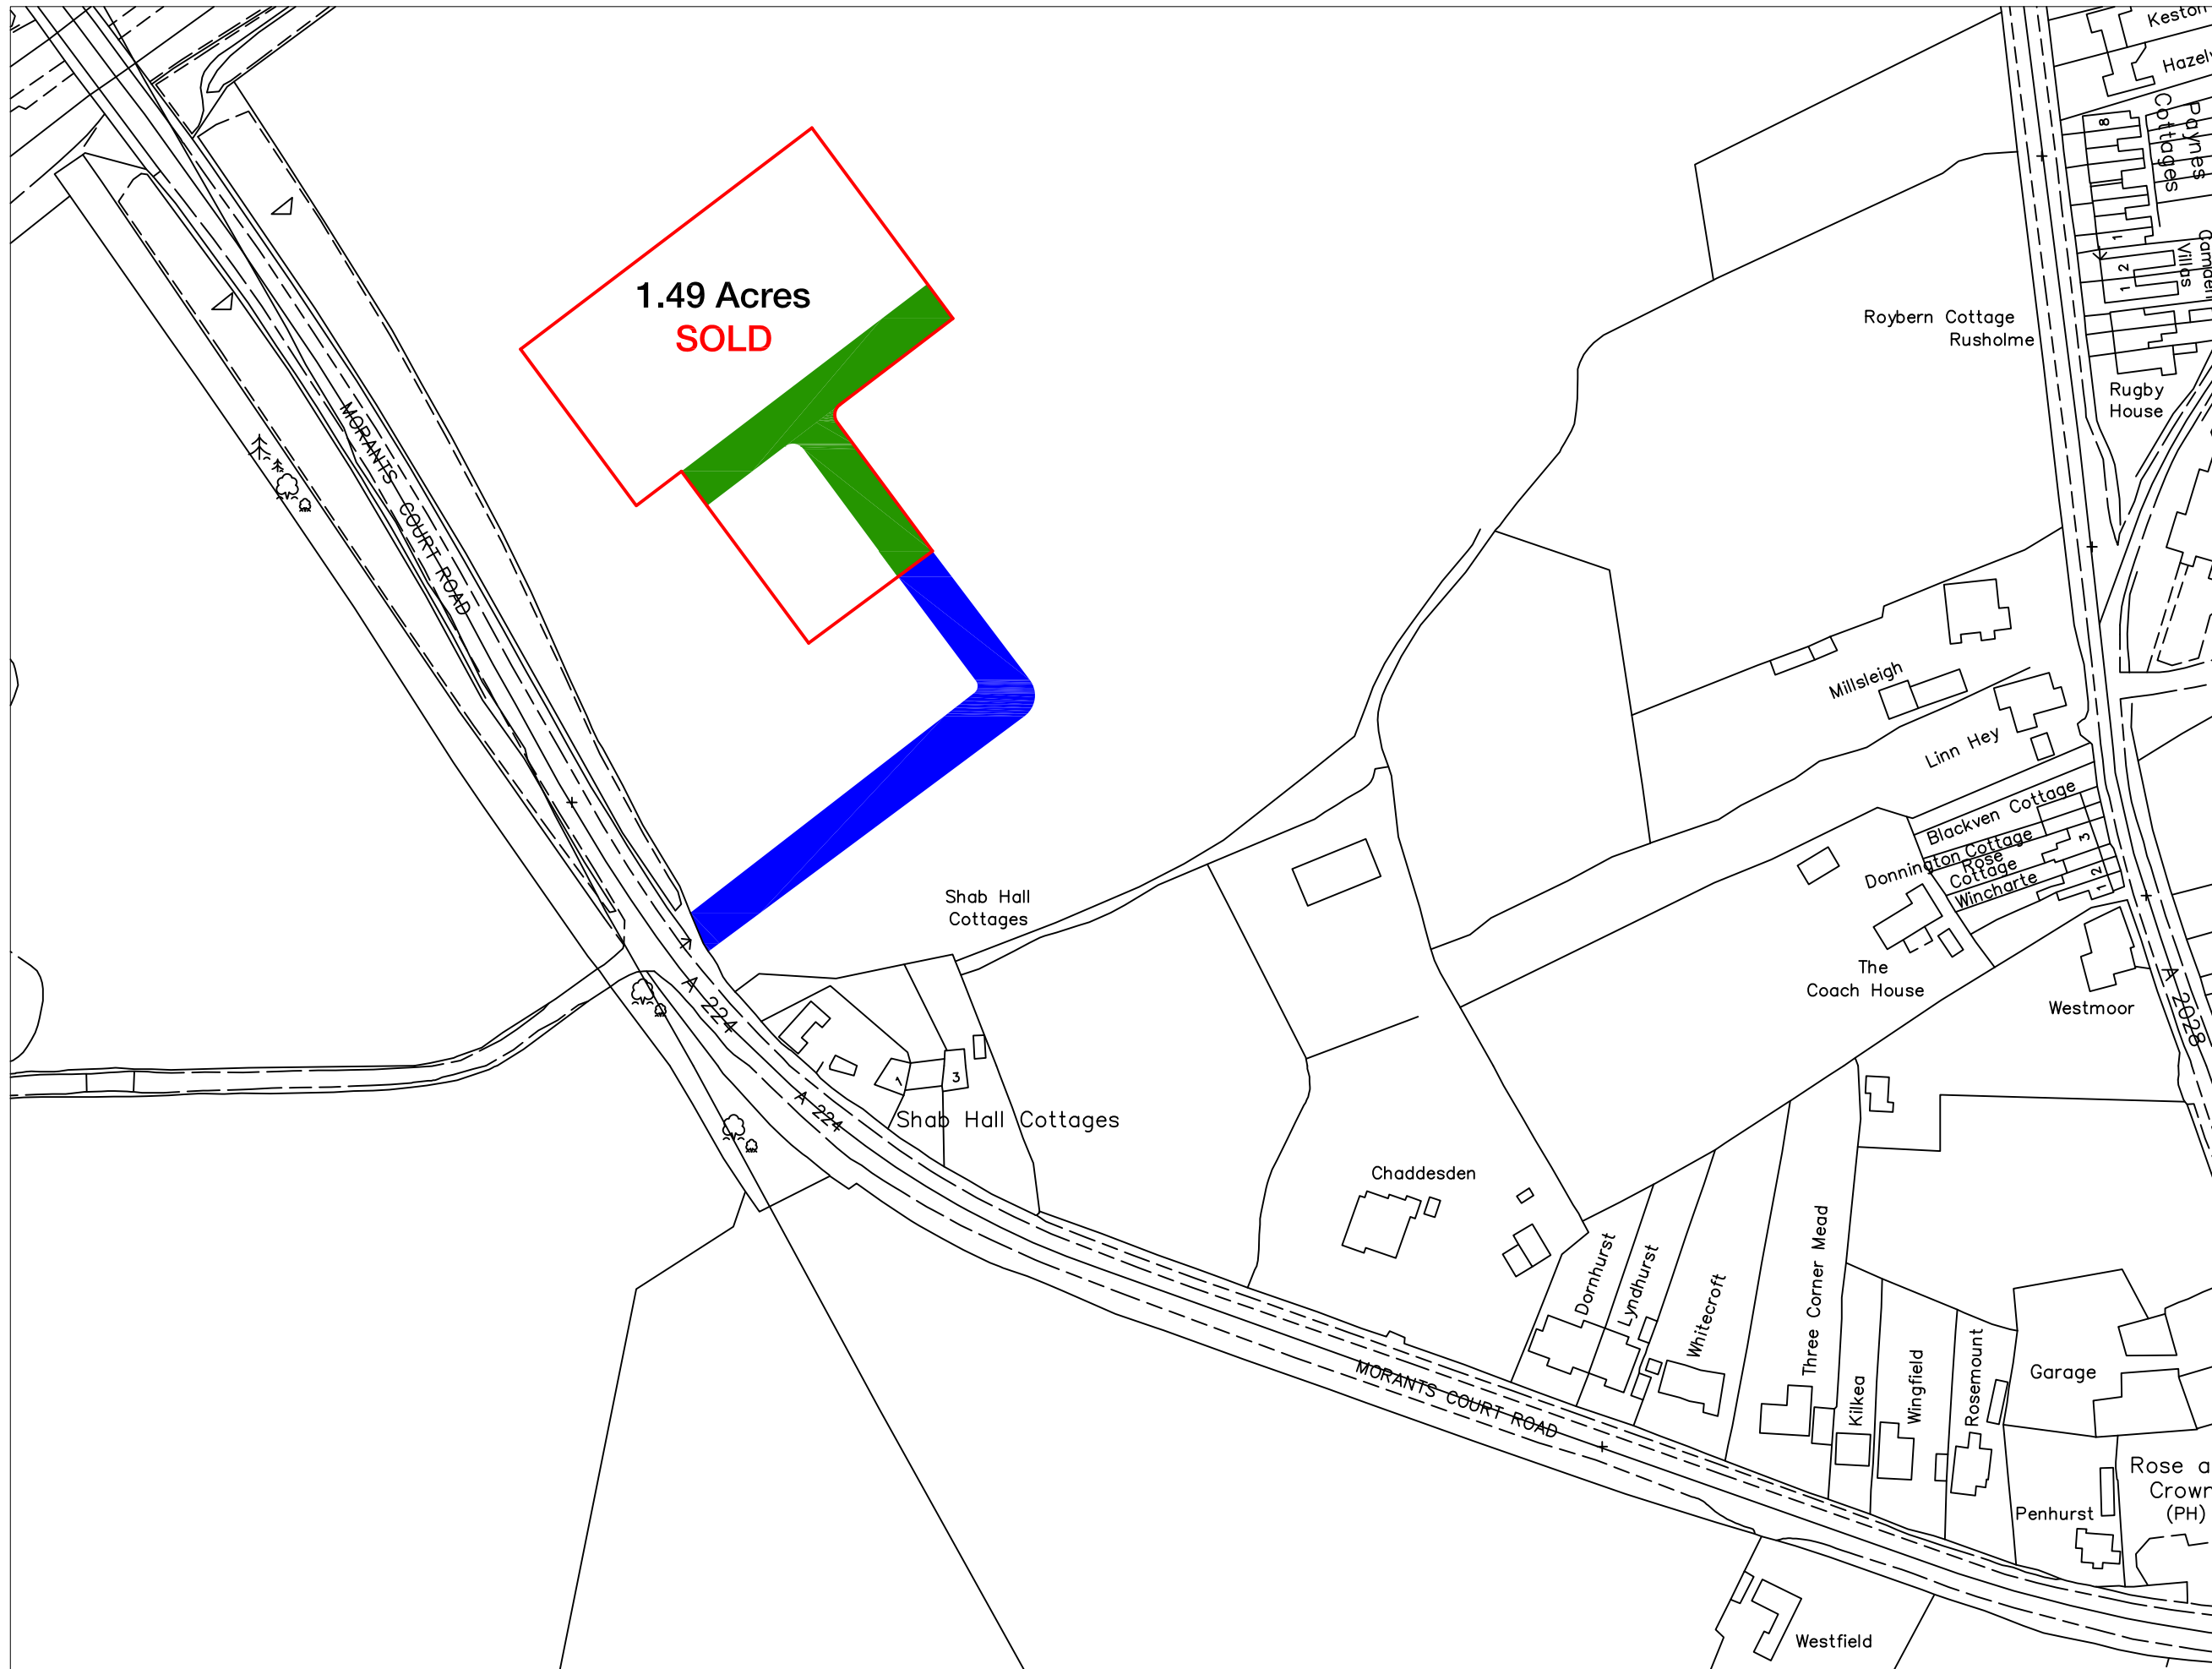 Keston
Paynes
Cottages
8
1
Camden
Villas
2
1
1.49 Acres
SOLD
Roybern Cottage
Rusholme
Rugby
House
MORANTS COURT ROAD
Millsleigh
Linn Hey
Blackven Cottage
Donnington Cottage
Rose
Cottage
Wincharte
3
2
1
Shab Hall
Cottages
The
Coach House
Westmoor
A 224
A 2028
1
3
A 224
Shab Hall Cottages
Chaddesden
Dornhurst
Lyndhurst
Whitecroft
Three Corner Mead
Kilkea
Wingfield
Rosemount
Garage
MORANTS COURT ROAD
Rose a
Crown
(PH)
Penhurst
Westfield